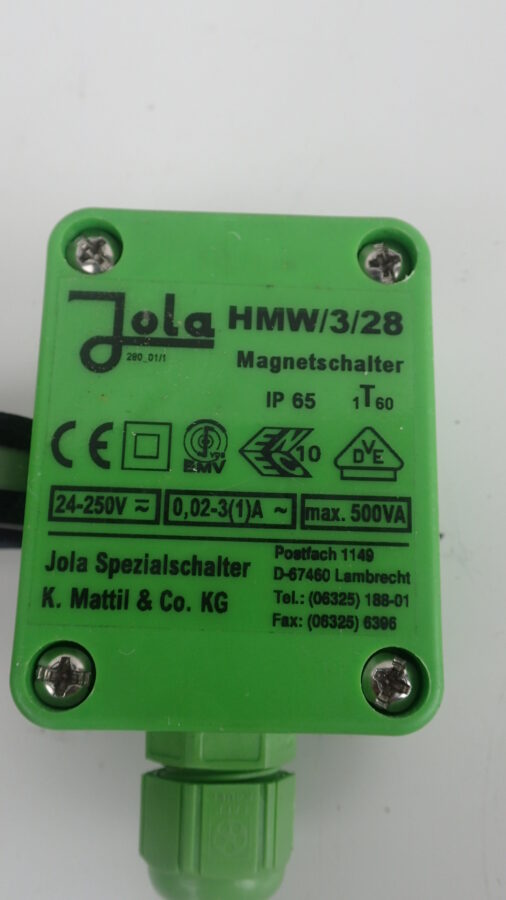 Jola HMW/3/28
280_01/1
Magnetschalter
IP 65 1T60
CE VDE EMV ENEC 10 DVE
24-250V ≂ 0,02-3(1)A ~ max. 500VA
Jola Spezialschalter
K. Mattil & Co. KG
Postfach 1149
D-67460 Lambrecht
Tel.: (06325) 188-01
Fax: (06325) 6396